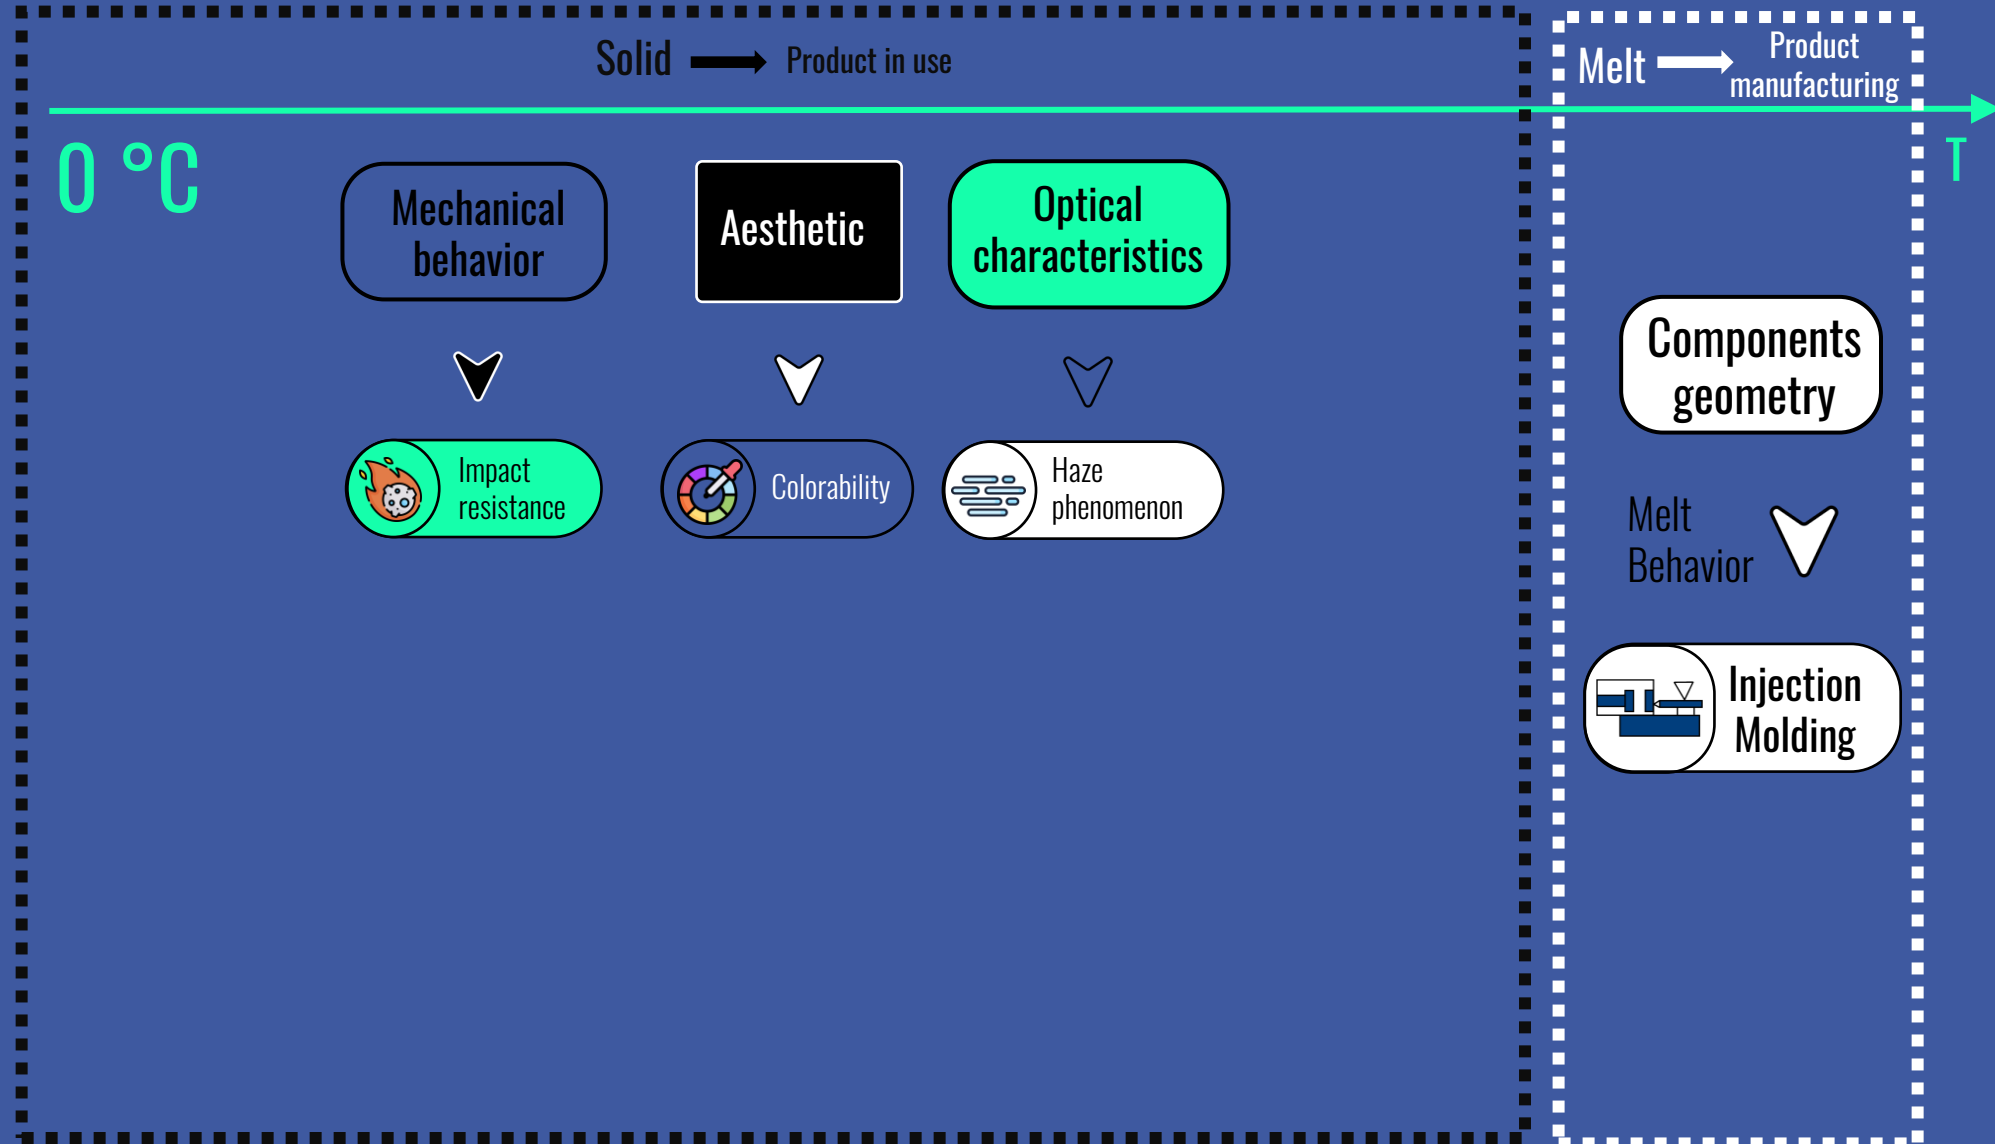 Solid
Product in use
Melt
Product
manufacturing
0 °C
T
Mechanical
behavior
Aesthetic
Optical
characteristics
Impact
resistance
Colorability
Haze
phenomenon
Components
geometry
Melt
Behavior
Injection
Molding